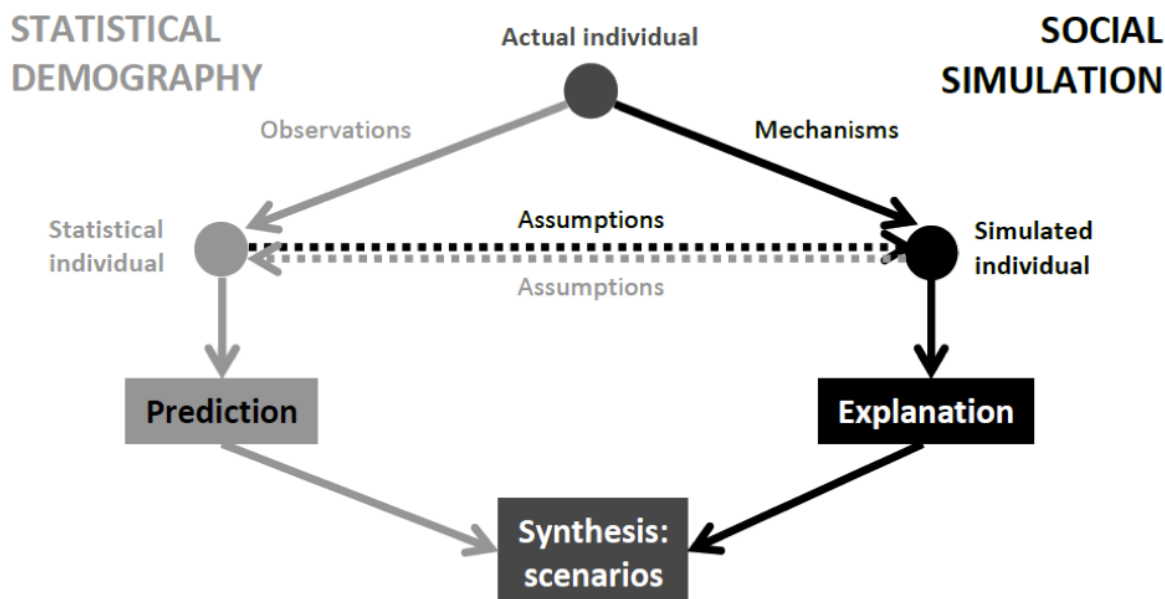 STATISTICAL
DEMOGRAPHY
Actual individual
SOCIAL
SIMULATION
Observations
Mechanisms
Statistical
individual
Assumptions
Assumptions
Simulated
individual
Prediction
Explanation
Synthesis:
scenarios